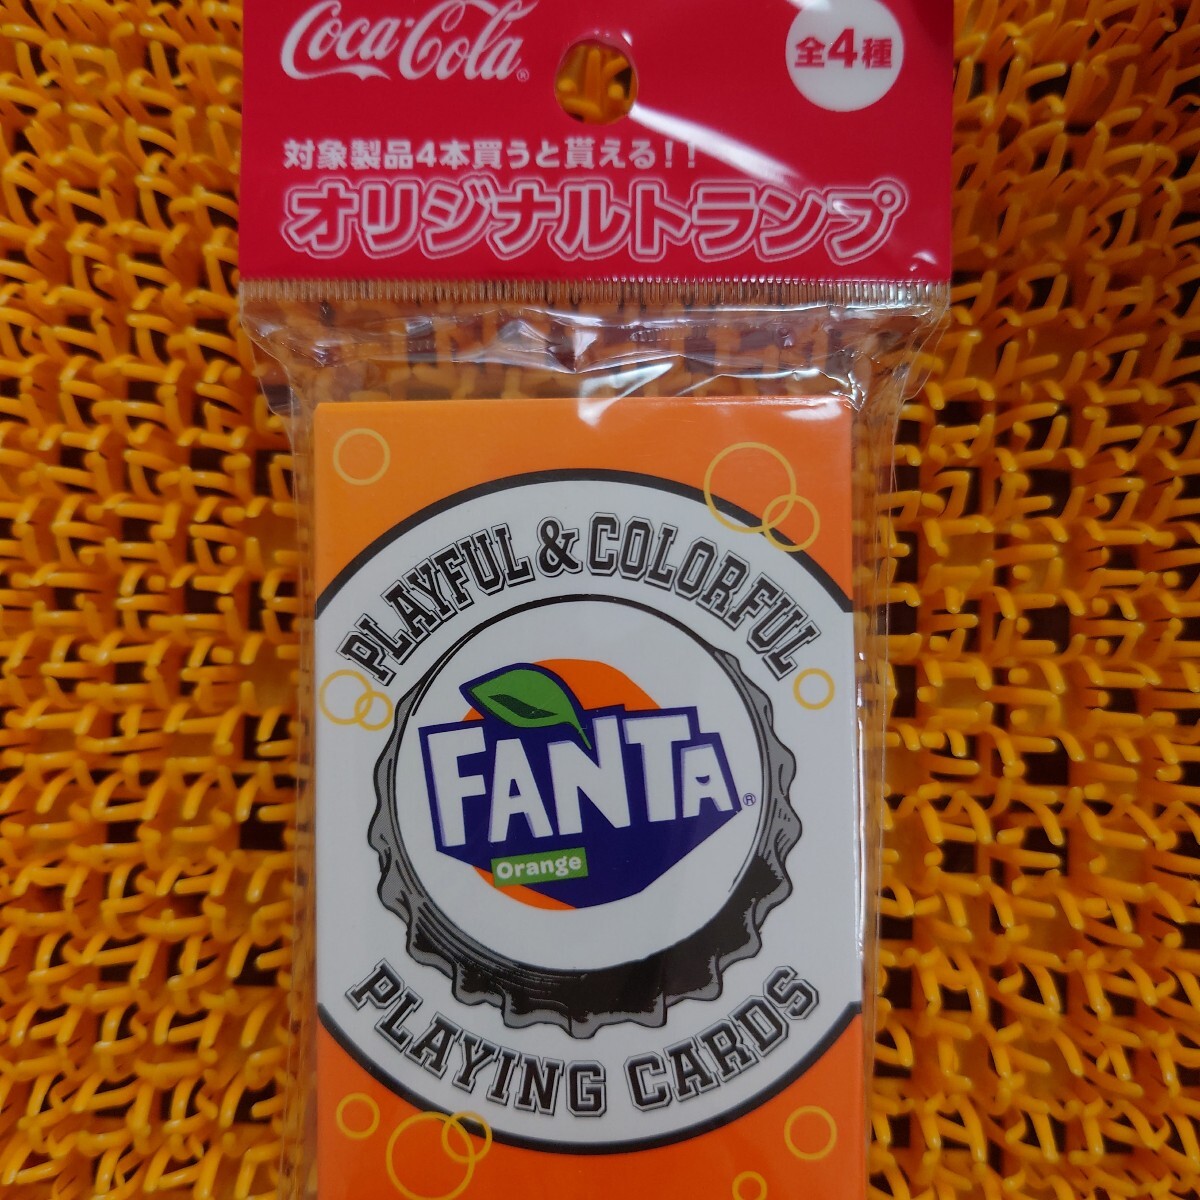 Coca-Cola®
全4種
対象製品4本買うと貰える！！
オリジナルトランプ
PLAYFUL & COLORFUL
FANTA®
Orange
PLAYING CARDS